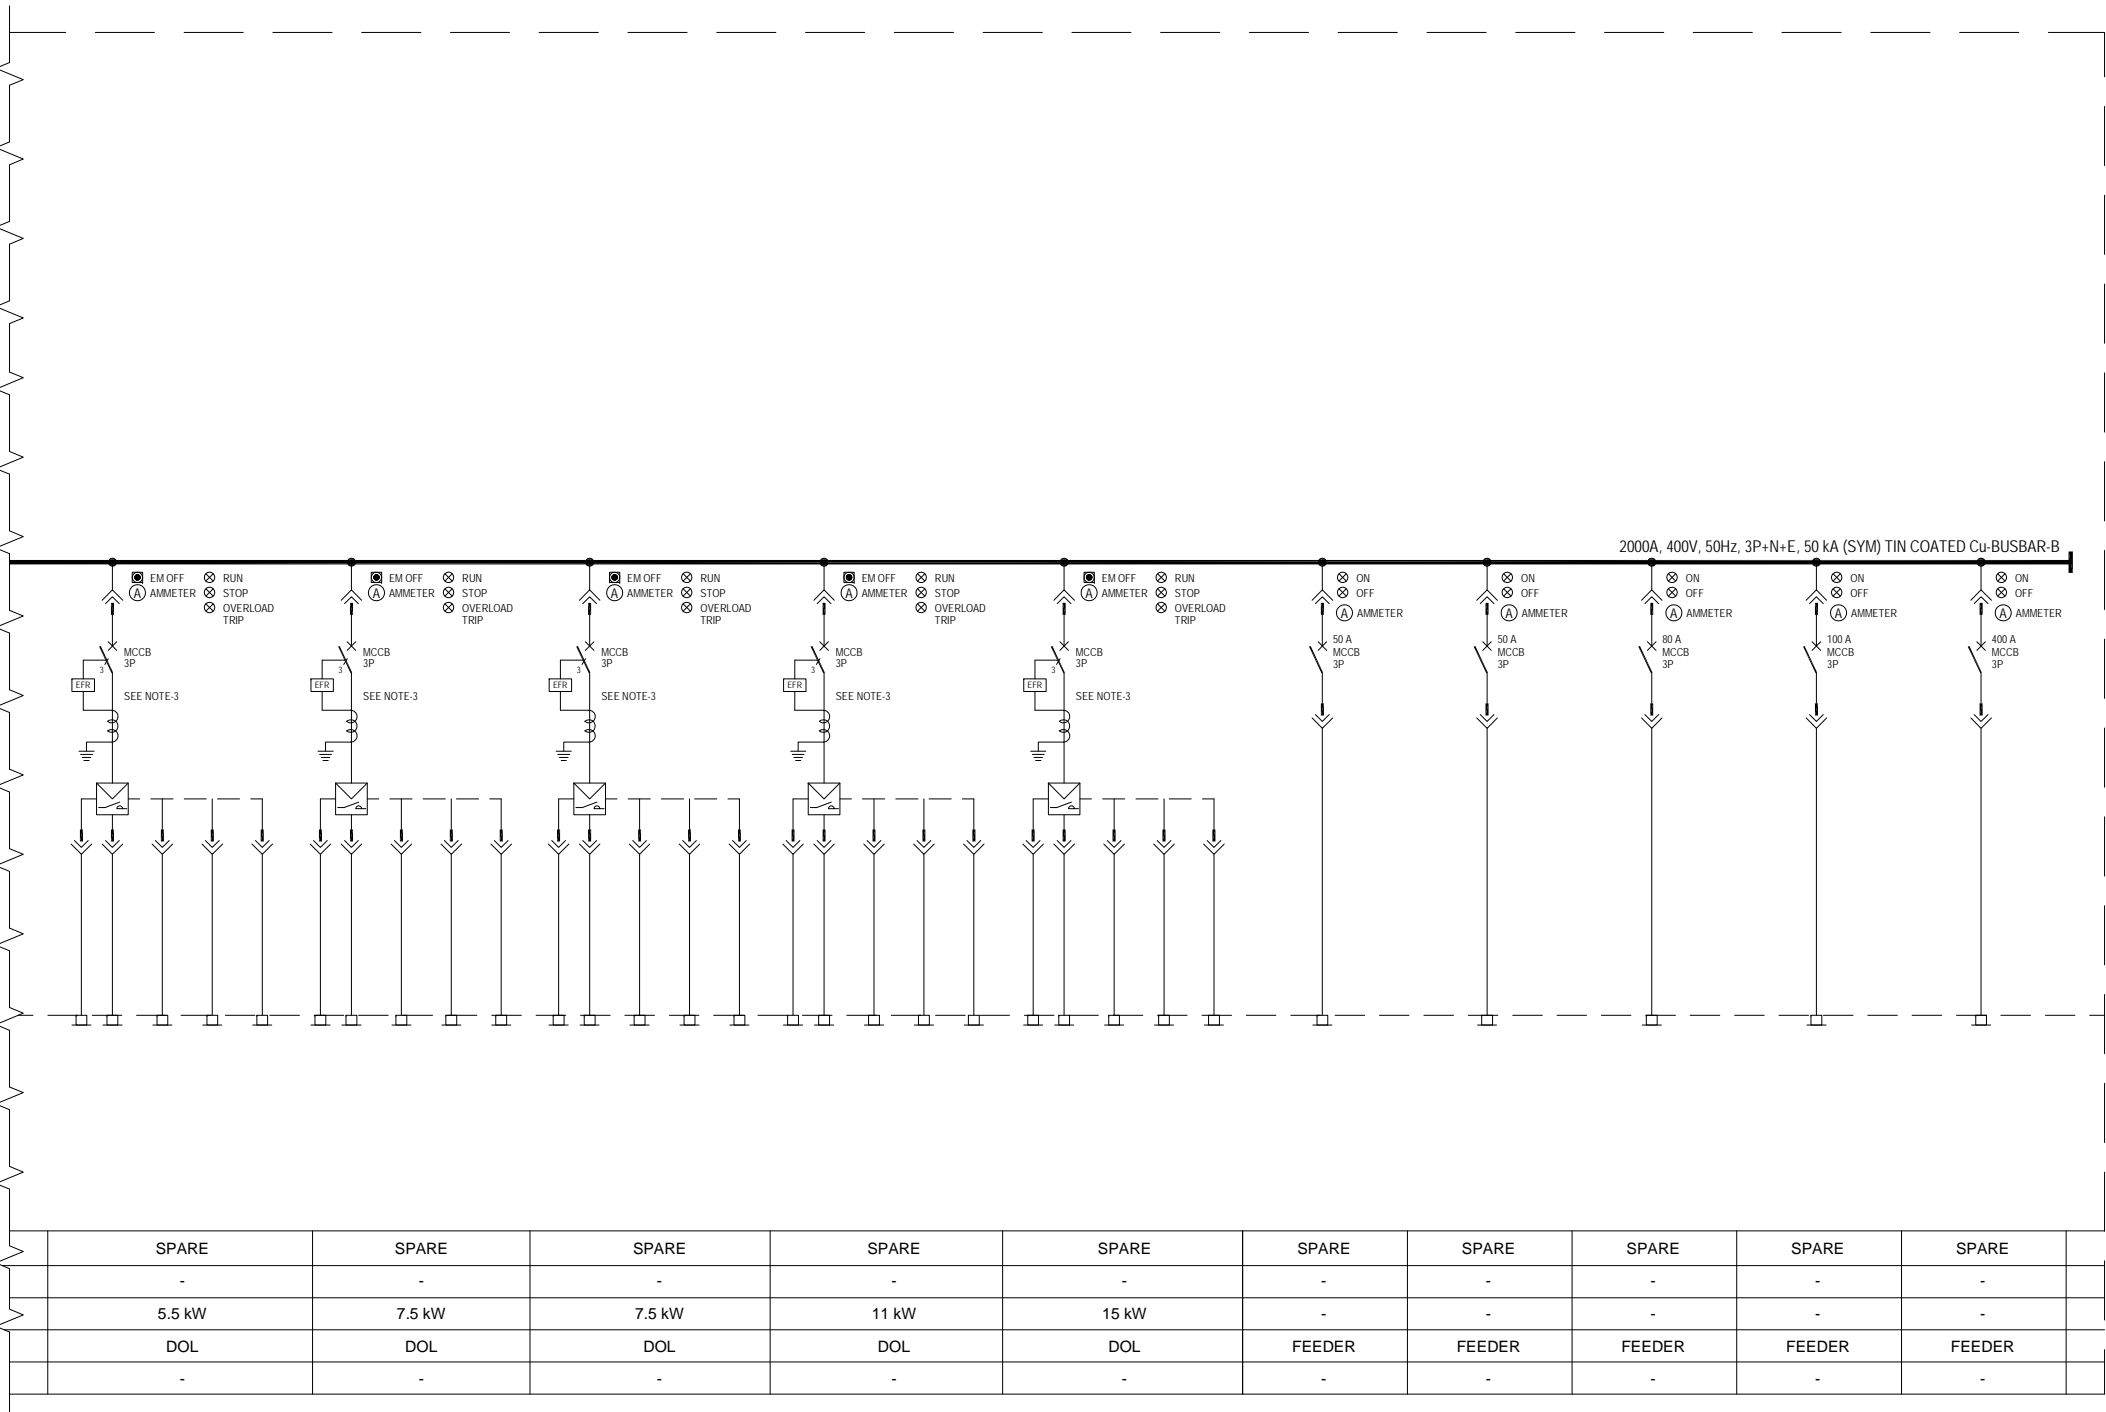 2000A, 400V, 50Hz, 3P+N+E, 50 kA (SYM) TIN COATED Cu-BUSBAR-B
EM OFF RUN
A AMMETER STOP
OVERLOAD
TRIP
MCCB
3P
3
EFR
SEE NOTE-3
EM OFF RUN
A AMMETER STOP
OVERLOAD
TRIP
MCCB
3P
3
EFR
SEE NOTE-3
EM OFF RUN
A AMMETER STOP
OVERLOAD
TRIP
MCCB
3P
3
EFR
SEE NOTE-3
EM OFF RUN
A AMMETER STOP
OVERLOAD
TRIP
MCCB
3P
3
EFR
SEE NOTE-3
EM OFF RUN
A AMMETER STOP
OVERLOAD
TRIP
MCCB
3P
3
EFR
SEE NOTE-3
ON
OFF
A AMMETER
50 A
MCCB
3P
ON
OFF
A AMMETER
50 A
MCCB
3P
ON
OFF
A AMMETER
80 A
MCCB
3P
ON
OFF
A AMMETER
100 A
MCCB
3P
ON
OFF
A AMMETER
400 A
MCCB
3P
SPARE SPARE SPARE SPARE SPARE SPARE SPARE SPARE SPARE SPARE
- - - - - - - - - -
5.5 kW 7.5 kW 7.5 kW 11 kW 15 kW - - - - -
DOL DOL DOL DOL DOL FEEDER FEEDER FEEDER FEEDER FEEDER
- - - - - - - - - -